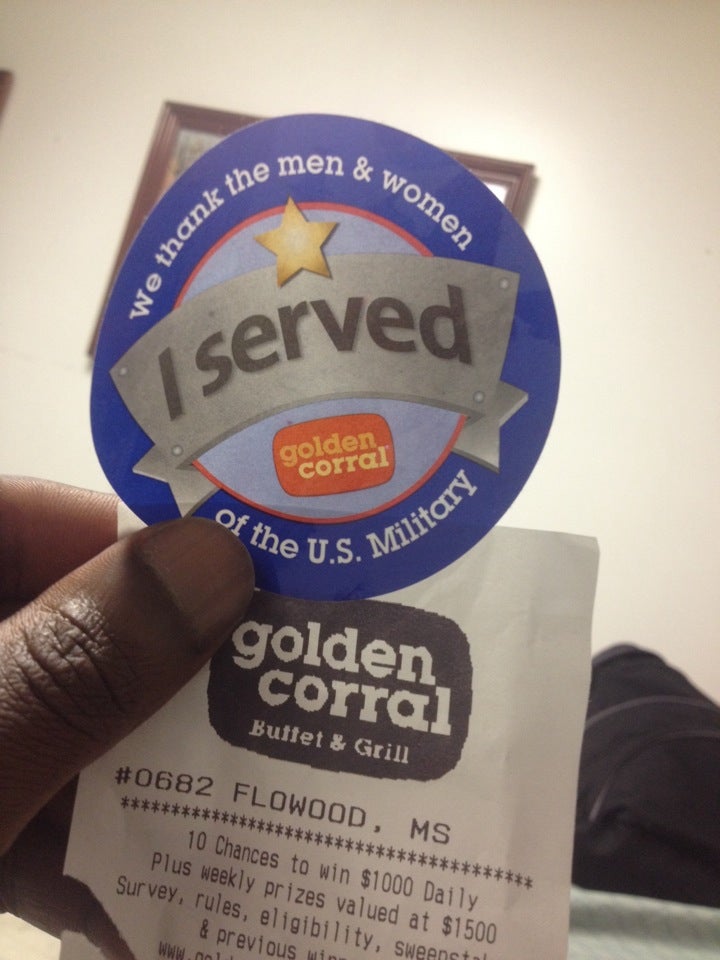 We thank the men & women
I served
golden
corral
of the U.S. Military
golden
corral
Buffet & Grill
#0682 FLOWOOD, MS
****************************************
10 Chances to win $1000 Daily
Plus weekly prizes valued at $1500
Survey, rules, eligibility,
& previous